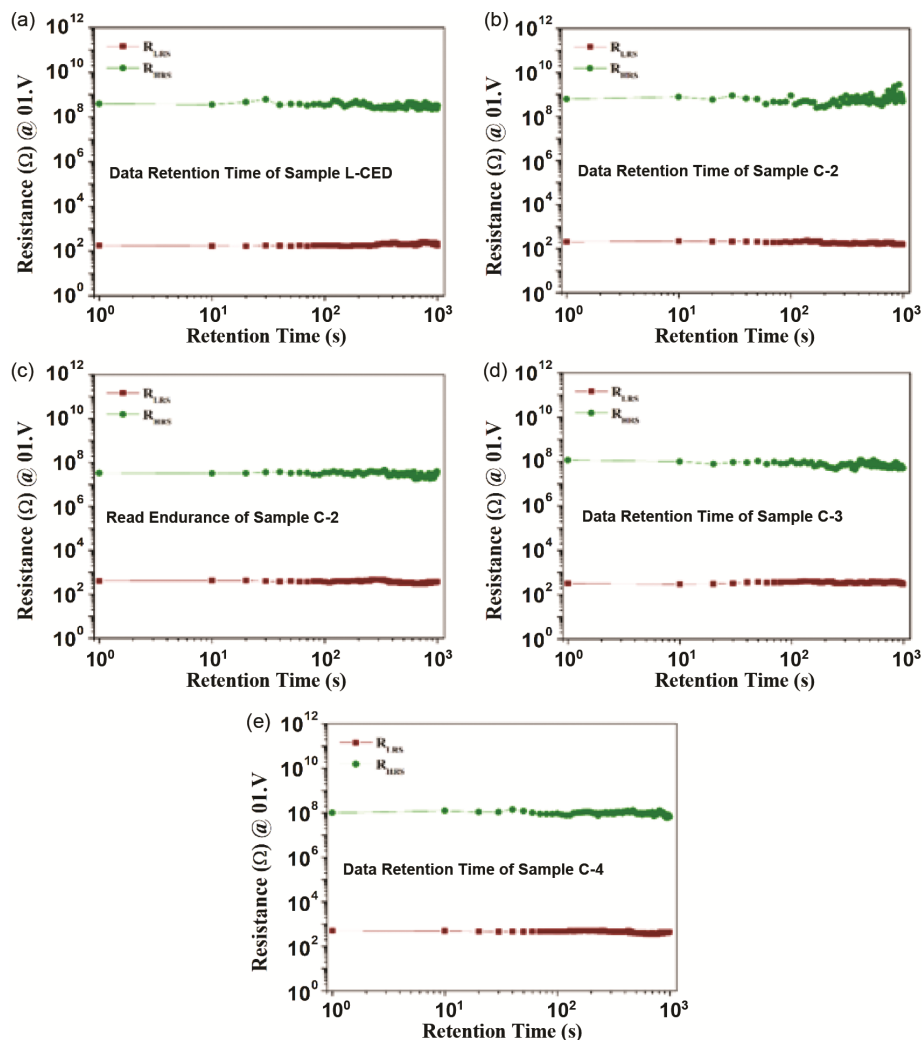 (a)
10¹²
10¹⁰
10⁸
10⁶
10⁴
10²
10⁰
Resistance (Ω) @ 01.V
R_LRS
R_HRS
Data Retention Time of Sample L-CED
10⁰ 10¹ 10² 10³
Retention Time (s)
(b)
10¹²
10¹⁰
10⁸
10⁶
10⁴
10²
10⁰
Resistance (Ω) @ 01.V
R_LRS
R_HRS
Data Retention Time of Sample C-2
10⁰ 10¹ 10² 10³
Retention Time (s)
(c)
10¹²
10¹⁰
10⁸
10⁶
10⁴
10²
10⁰
Resistance (Ω) @ 01.V
R_LRS
R_HRS
Read Endurance of Sample C-2
10⁰ 10¹ 10² 10³
Retention Time (s)
(d)
10¹²
10¹⁰
10⁸
10⁶
10⁴
10²
10⁰
Resistance (Ω) @ 01.V
R_LRS
R_HRS
Data Retention Time of Sample C-3
10⁰ 10¹ 10² 10³
Retention Time (s)
(e)
10¹²
10¹⁰
10⁸
10⁶
10⁴
10²
10⁰
Resistance (Ω) @ 01.V
R_LRS
R_HRS
Data Retention Time of Sample C-4
10⁰ 10¹ 10² 10³
Retention Time (s)